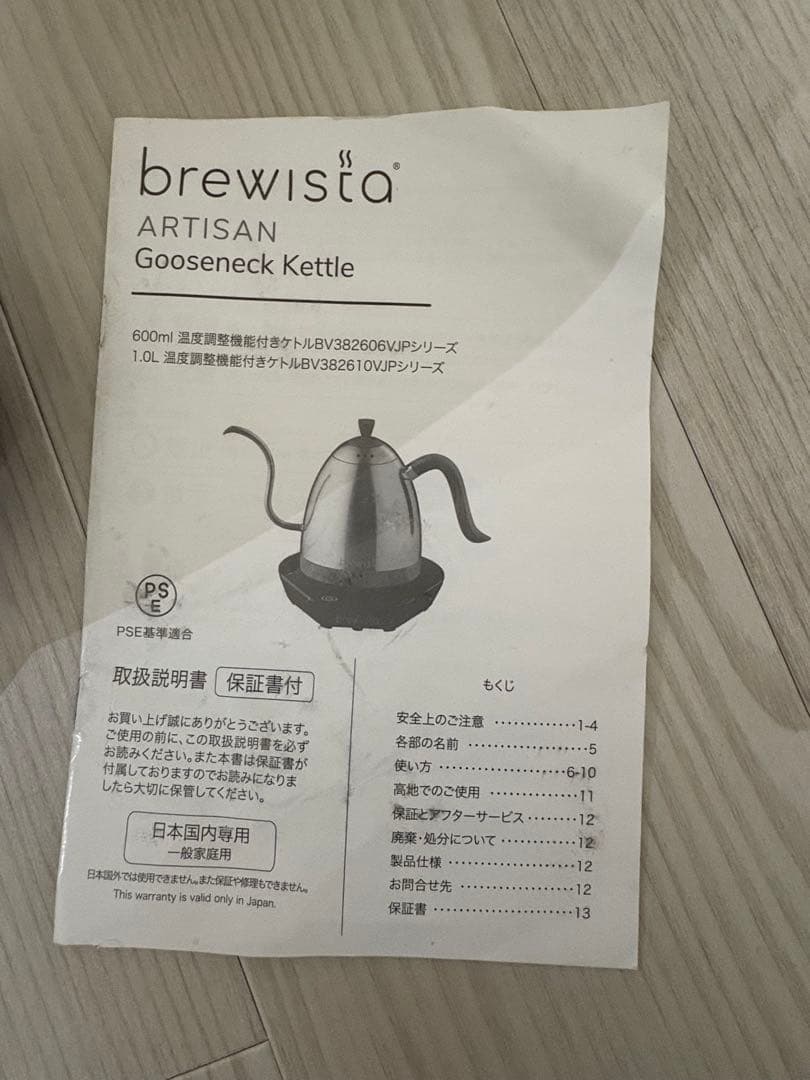 brewista®
ARTISAN
Gooseneck Kettle
600ml 温度調整機能付きケトルBV382606VJPシリーズ
1.0L 温度調整機能付きケトルBV382610VJPシリーズ
PS
E
PSE基準適合
取扱説明書 保証書付
お買い上げ誠にありがとうございます。
ご使用の前に、この取扱説明書を必ず
お読みください。また本書は保証書が
付属しておりますのでお読みになりま
したら大切に保管してください。
日本国内専用
一般家庭用
日本国外では使用できません。また保証や修理もできません。
This warranty is valid only in Japan.
もくじ
安全上のご注意 ·············1-4
各部の名前 ··················5
使い方 ···················6-10
高地でのご使用 ··············11
保証とアフターサービス········12
廃棄・処分について ············12
製品仕様 ···················12
お問合せ先 ·················12
保証書 ·····················13